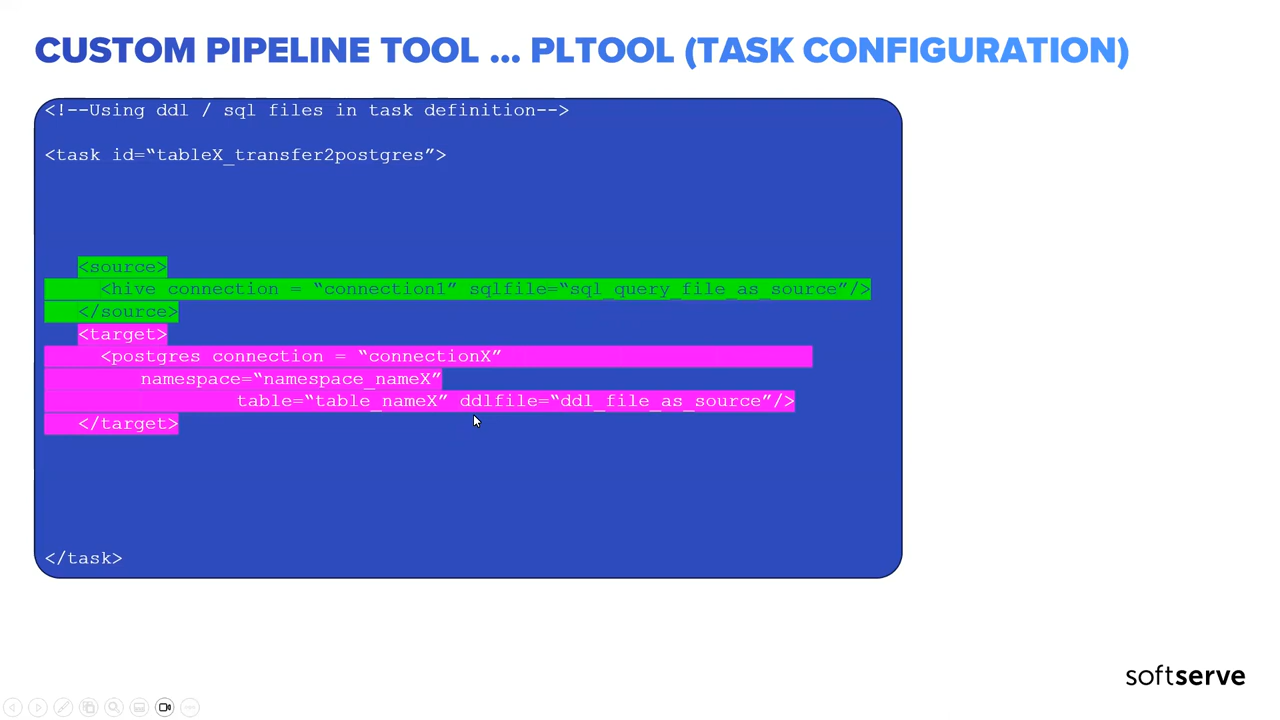 CUSTOM PIPELINE TOOL ... PLTOOL (TASK CONFIGURATION)
<!--Using ddl / sql files in task definition-->
<task id=“tableX_transfer2postgres”>
<source>
<hive connection = “connection1” sqlfile=“sql_query_file_as_source”/>
</source>
<target>
<postgres connection = “connectionX”
namespace=“namespace_nameX”
table=“table_nameX” ddlfile=“ddl_file_as_source”/>
</target>
</task>
softserve